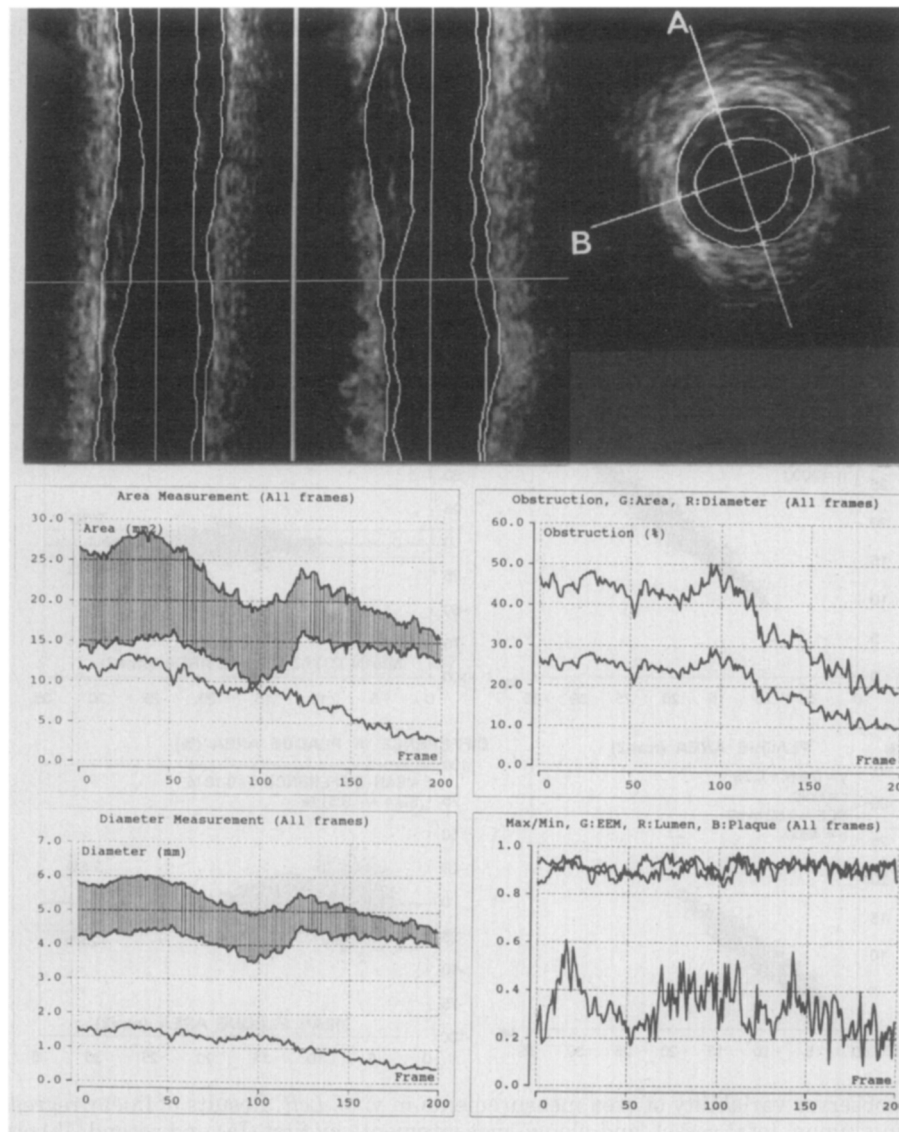 A
B
Area Measurement (All frames)
30.0
Area (mm2)
25.0
20.0
15.0
10.0
5.0
0.0
Frame
0 50 100 150 200
Obstruction, G:Area, R:Diameter (All frames)
60.0
Obstruction (%)
50.0
40.0
30.0
20.0
10.0
0.0
Frame
0 50 100 150 200
Diameter Measurement (All frames)
7.0
Diameter (mm)
6.0
5.0
4.0
3.0
2.0
1.0
0.0
Frame
0 50 100 150 200
Max/Min, G:EEM, R:Lumen, B:Plaque (All frames)
1.0
0.8
0.6
0.4
0.2
0.0
Frame
0 50 100 150 200